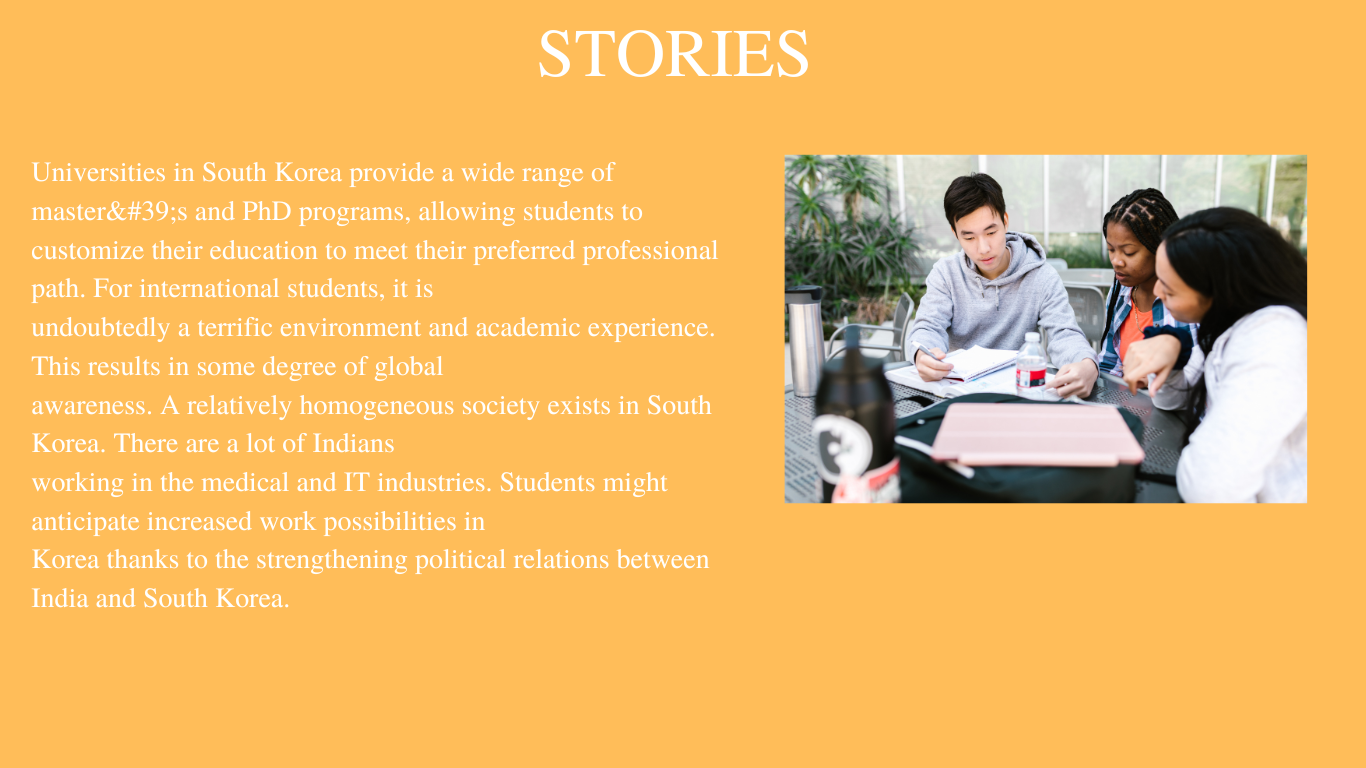 STORIES
Universities in South Korea provide a wide range of
master&#39;s and PhD programs, allowing students to
customize their education to meet their preferred professional
path. For international students, it is
undoubtedly a terrific environment and academic experience.
This results in some degree of global
awareness. A relatively homogeneous society exists in South
Korea. There are a lot of Indians
working in the medical and IT industries. Students might
anticipate increased work possibilities in
Korea thanks to the strengthening political relations between
India and South Korea.